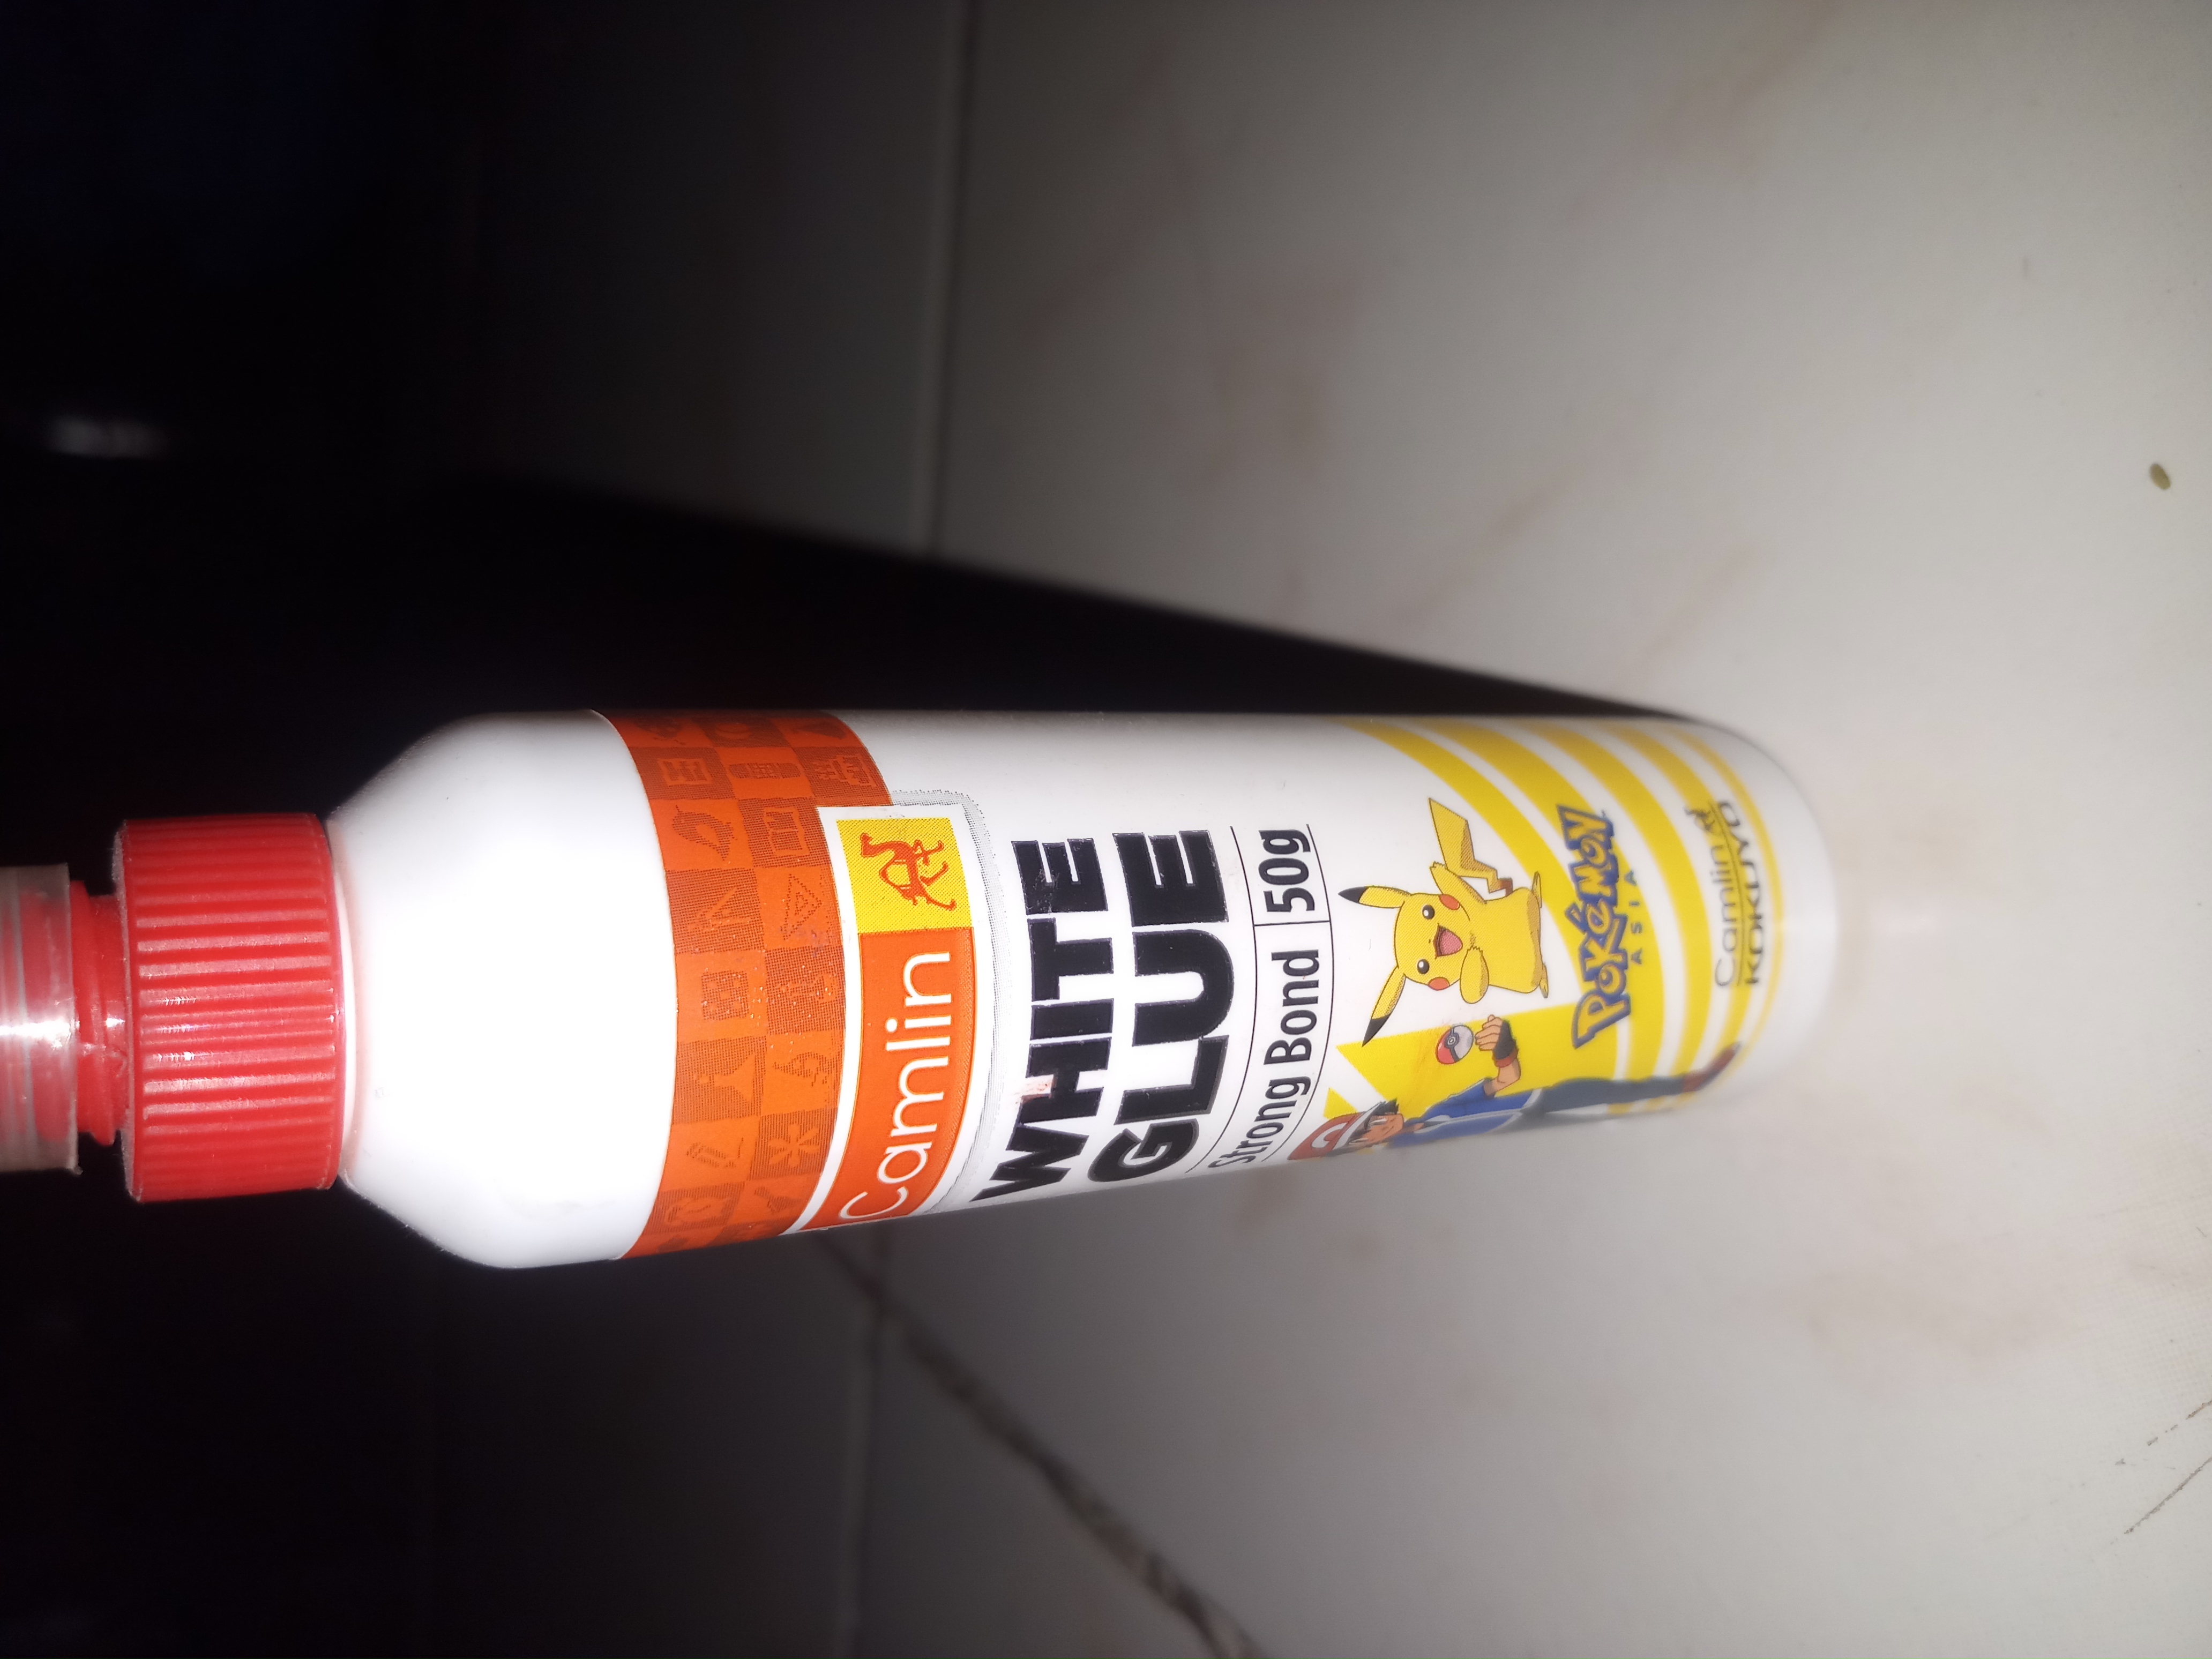 Camlin
WHITE
GLUE
Strong Bond 50g
POKéMON
ASIA
Camlin
KOKUYO